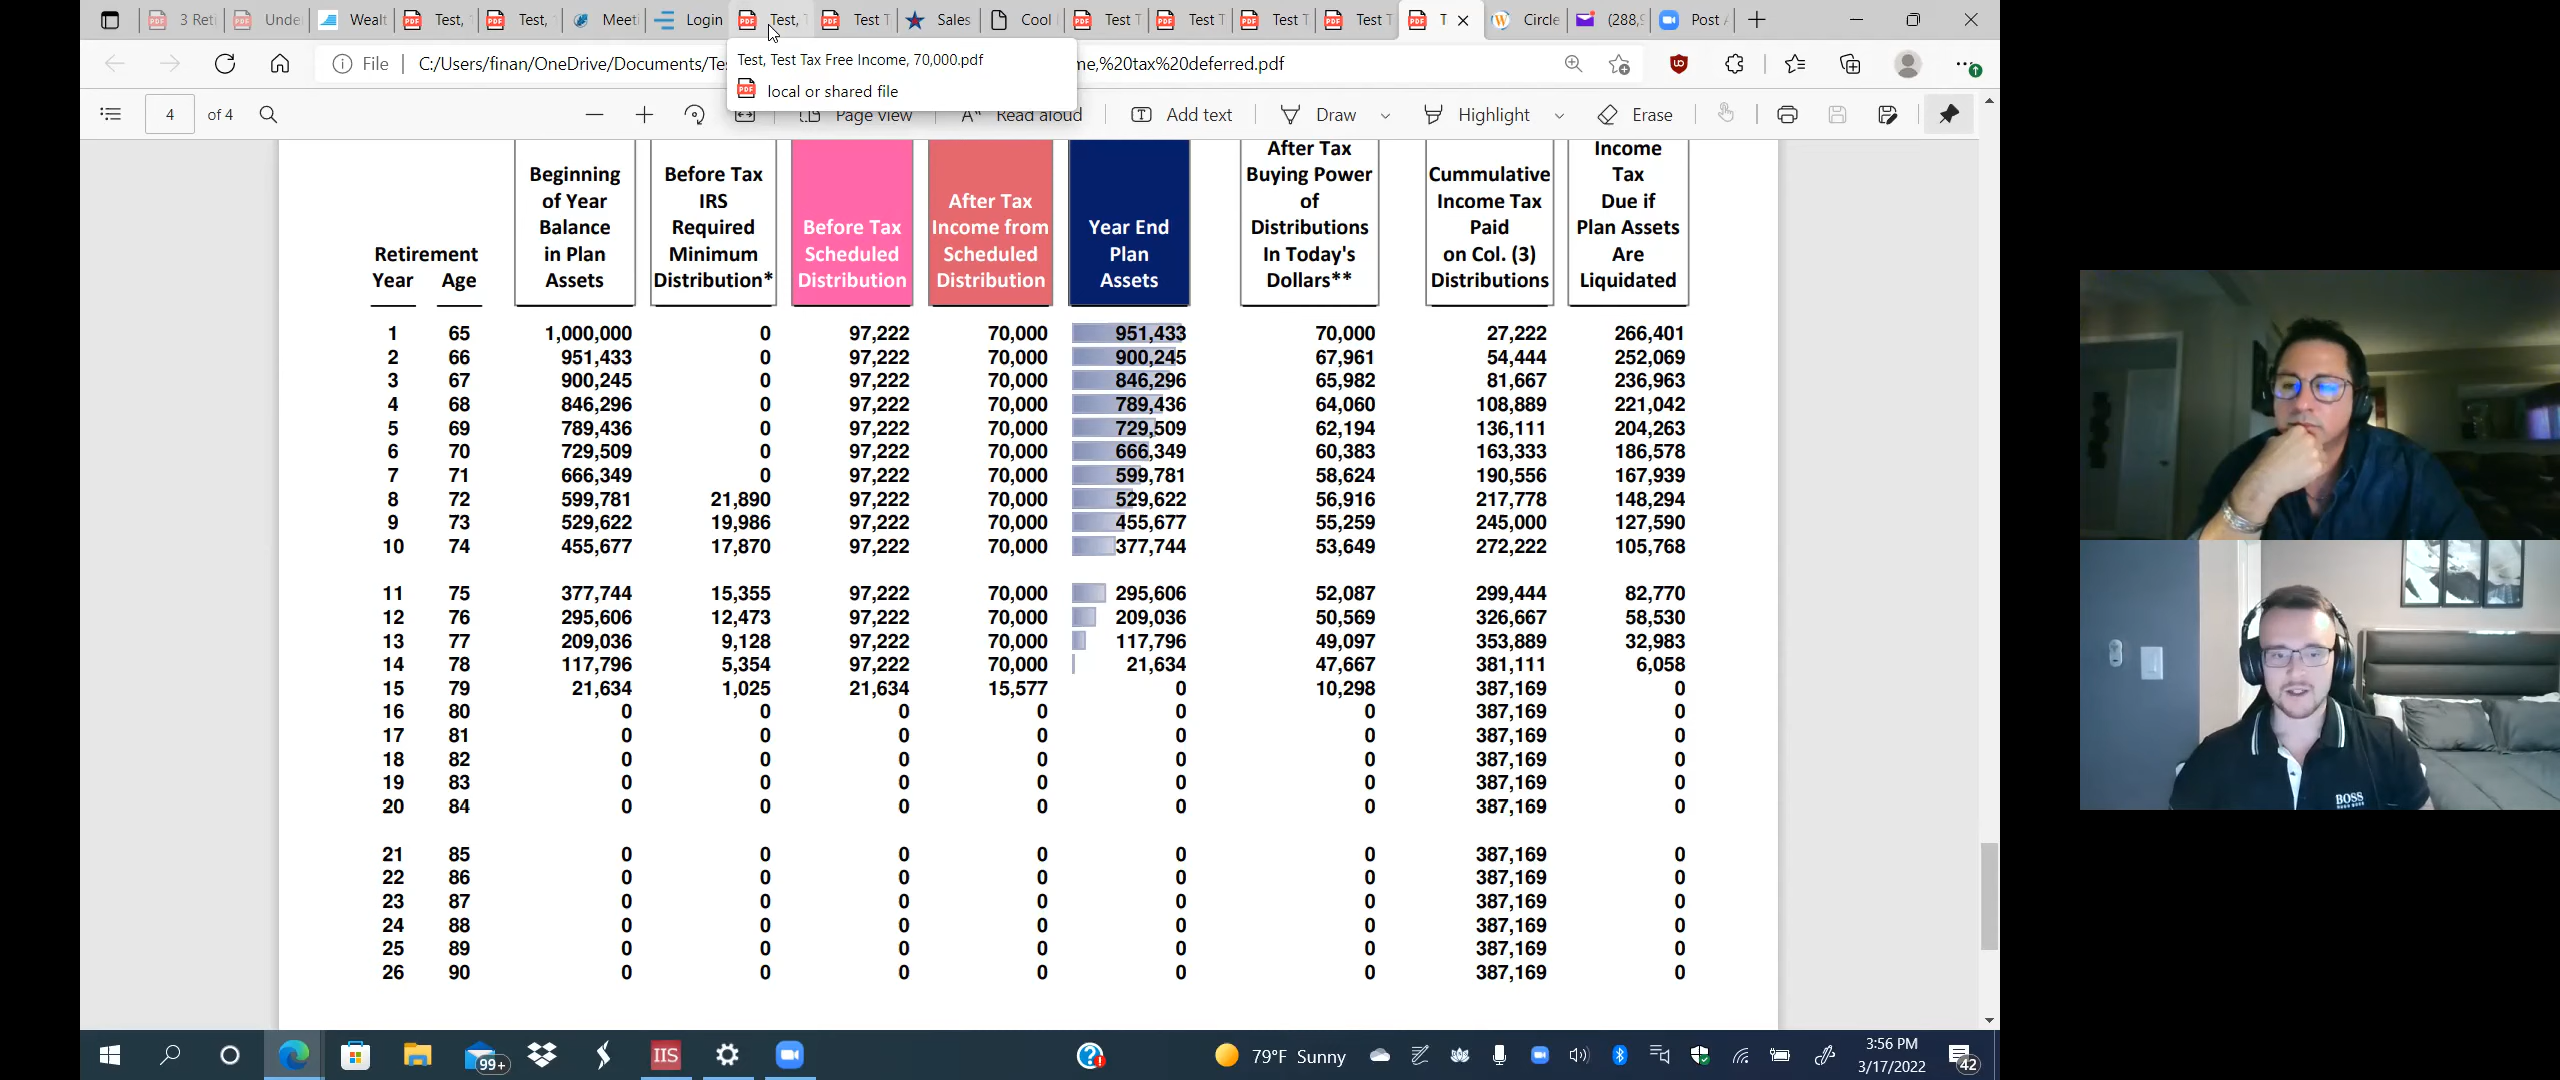 3 Reti
Unde
Wealt
Test,
Test,
Meeti
Login
Test,
Test T
Sales
Cool
Test T
Test T
Test T
Test T
T
Circle
(288,9
Post
File
C:/Users/finan/OneDrive/Documents/Te
me,%20tax%20deferred.pdf
Test, Test Tax Free Income, 70,000.pdf
local or shared file
4 of 4
Page view
Read aloud
Add text
Draw
Highlight
Erase
Retirement
Year Age
Beginning
of Year
Balance
in Plan
Assets
Before Tax
IRS
Required
Minimum
Distribution*
Before Tax
Scheduled
Distribution
After Tax
Income from
Scheduled
Distribution
Year End
Plan
Assets
After Tax
Buying Power
of
Distributions
In Today's
Dollars**
Cummulative
Income Tax
Paid
on Col. (3)
Distributions
Income
Tax
Due if
Plan Assets
Are
Liquidated
1 65 1,000,000 0 97,222 70,000 951,433 70,000 27,222 266,401
2 66 951,433 0 97,222 70,000 900,245 67,961 54,444 252,069
3 67 900,245 0 97,222 70,000 846,296 65,982 81,667 236,963
4 68 846,296 0 97,222 70,000 789,436 64,060 108,889 221,042
5 69 789,436 0 97,222 70,000 729,509 62,194 136,111 204,263
6 70 729,509 0 97,222 70,000 666,349 60,383 163,333 186,578
7 71 666,349 0 97,222 70,000 599,781 58,624 190,556 167,939
8 72 599,781 21,890 97,222 70,000 529,622 56,916 217,778 148,294
9 73 529,622 19,986 97,222 70,000 455,677 55,259 245,000 127,590
10 74 455,677 17,870 97,222 70,000 377,744 53,649 272,222 105,768
11 75 377,744 15,355 97,222 70,000 295,606 52,087 299,444 82,770
12 76 295,606 12,473 97,222 70,000 209,036 50,569 326,667 58,530
13 77 209,036 9,128 97,222 70,000 117,796 49,097 353,889 32,983
14 78 117,796 5,354 97,222 70,000 21,634 47,667 381,111 6,058
15 79 21,634 1,025 21,634 15,577 0 10,298 387,169 0
16 80 0 0 0 0 0 0 387,169 0
17 81 0 0 0 0 0 0 387,169 0
18 82 0 0 0 0 0 0 387,169 0
19 83 0 0 0 0 0 0 387,169 0
20 84 0 0 0 0 0 0 387,169 0
21 85 0 0 0 0 0 0 387,169 0
22 86 0 0 0 0 0 0 387,169 0
23 87 0 0 0 0 0 0 387,169 0
24 88 0 0 0 0 0 0 387,169 0
25 89 0 0 0 0 0 0 387,169 0
26 90 0 0 0 0 0 0 387,169 0
BOSS
HUGO BOSS
99+
IIS
79°F Sunny
3:56 PM
3/17/2022
42